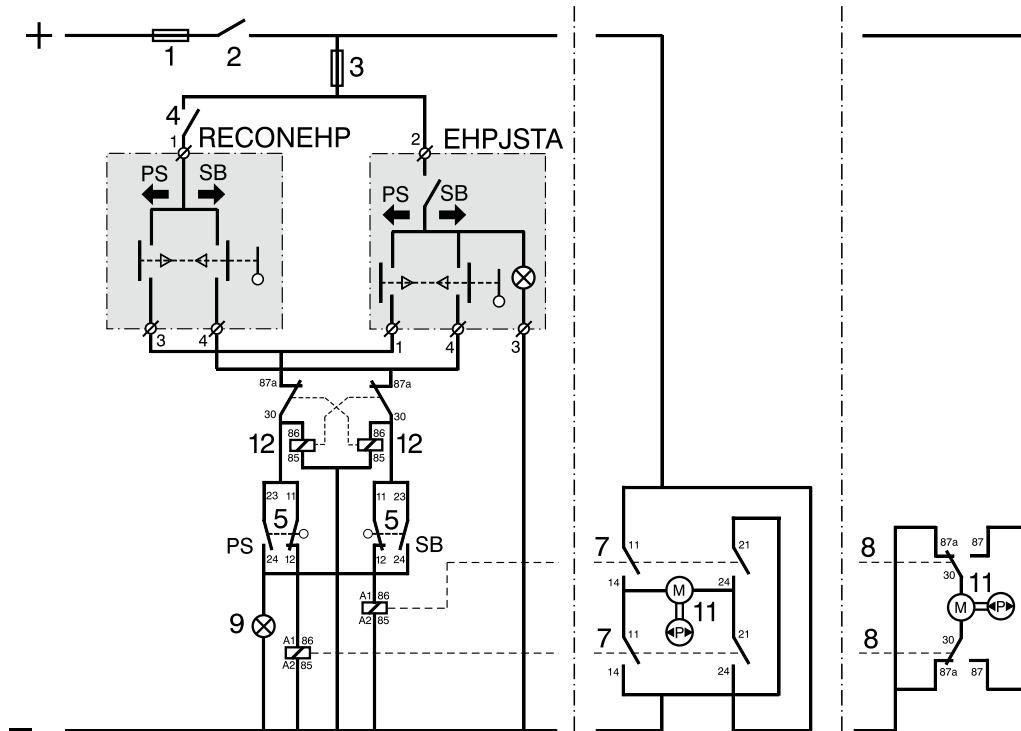 +
1 2
3
4
1 RECONEHP 2 EHPJSTA
PS SB PS SB
3 4 1 4 3
87a 87a
30 30
12 86 86 12
85 85
23 11 11 23
5 5
PS 24 12 12 24 SB
A1 86
A2 85
9
A1 86
A2 85
7 11 21
14 24
M
11
P
7 11 21
14 24
8 87a 87
30 11
M P
8 30
87a 87
−